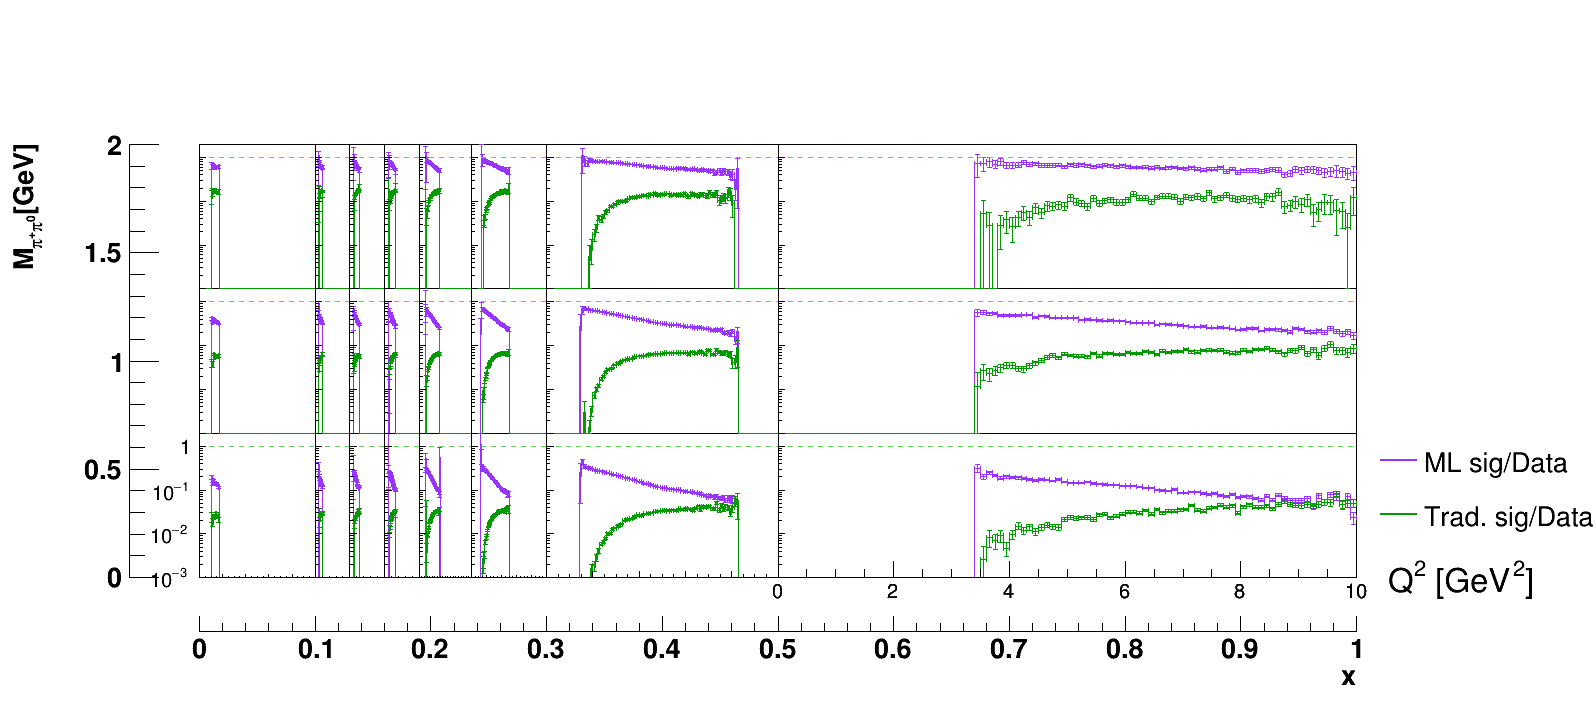 M_{π⁺π⁰}[GeV]
2
1.5
1
0.5
0
1
10⁻¹
10⁻²
10⁻³
ML sig/Data
Trad. sig/Data
0 2 4 6 8 10
Q² [GeV²]
0 0.1 0.2 0.3 0.4 0.5 0.6 0.7 0.8 0.9 1
x